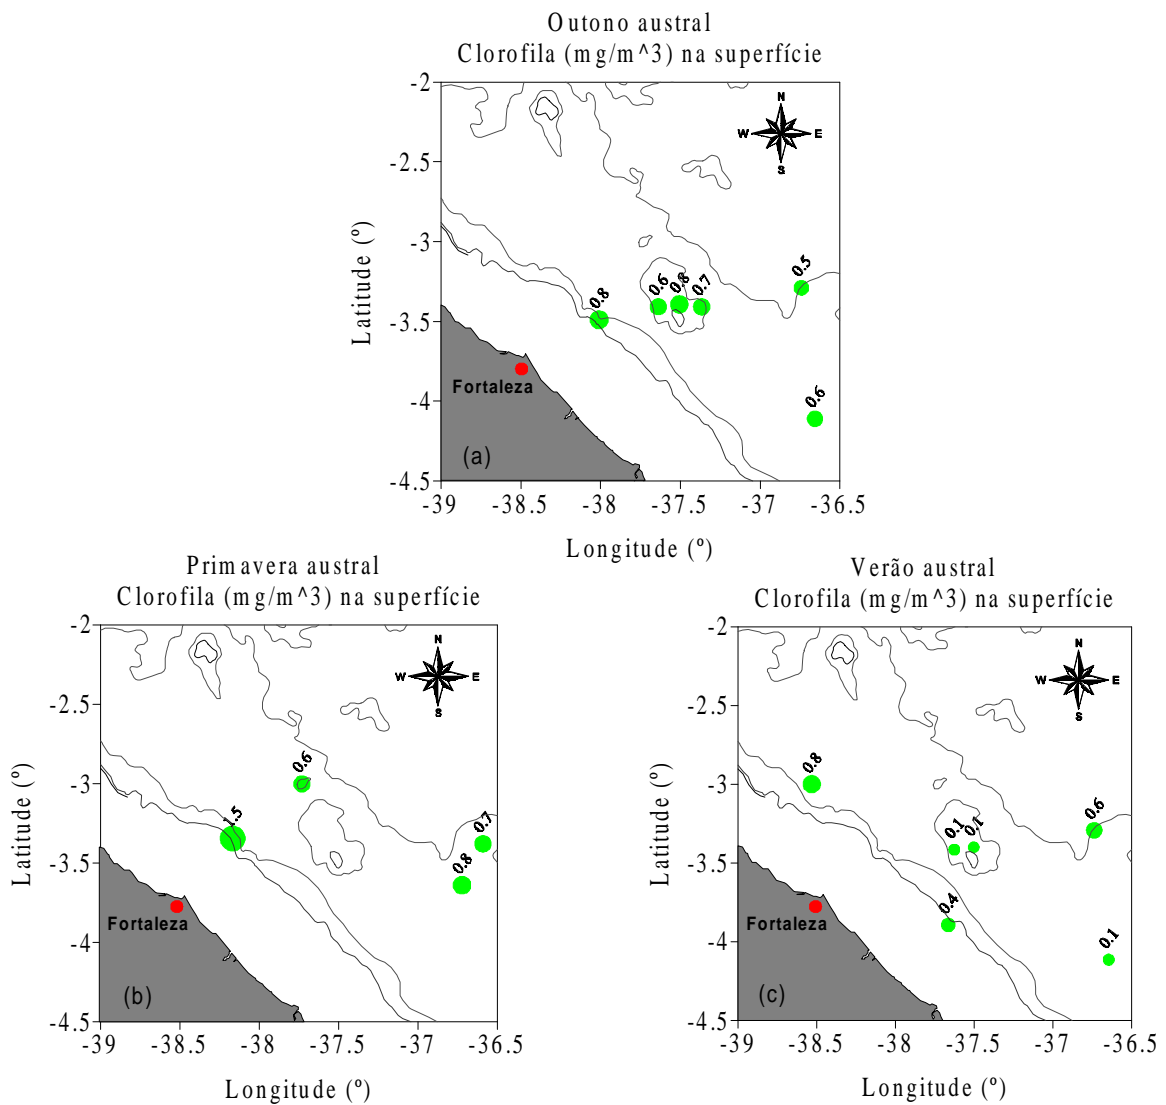 Outono austral
Clorofila (mg/m^3) na superfície
-2
-2.5
-3
-3.5
-4
-4.5
Latitude (º)
N
W
E
S
0.5
0.6
0.8
0.7
0.8
0.6
Fortaleza
(a)
-39
-38.5
-38
-37.5
-37
-36.5
Longitude (º)
Primavera austral
Clorofila (mg/m^3) na superfície
-2
-2.5
-3
-3.5
-4
-4.5
Latitude (º)
N
W
E
S
0.6
1.5
0.7
0.8
Fortaleza
(b)
-39
-38.5
-38
-37.5
-37
-36.5
Longitude (º)
Verão austral
Clorofila (mg/m^3) na superfície
-2
-2.5
-3
-3.5
-4
-4.5
Latitude (º)
N
W
E
S
0.8
0.6
0.1
0.1
0.4
0.1
Fortaleza
(c)
-39
-38.5
-38
-37.5
-37
-36.5
Longitude (º)